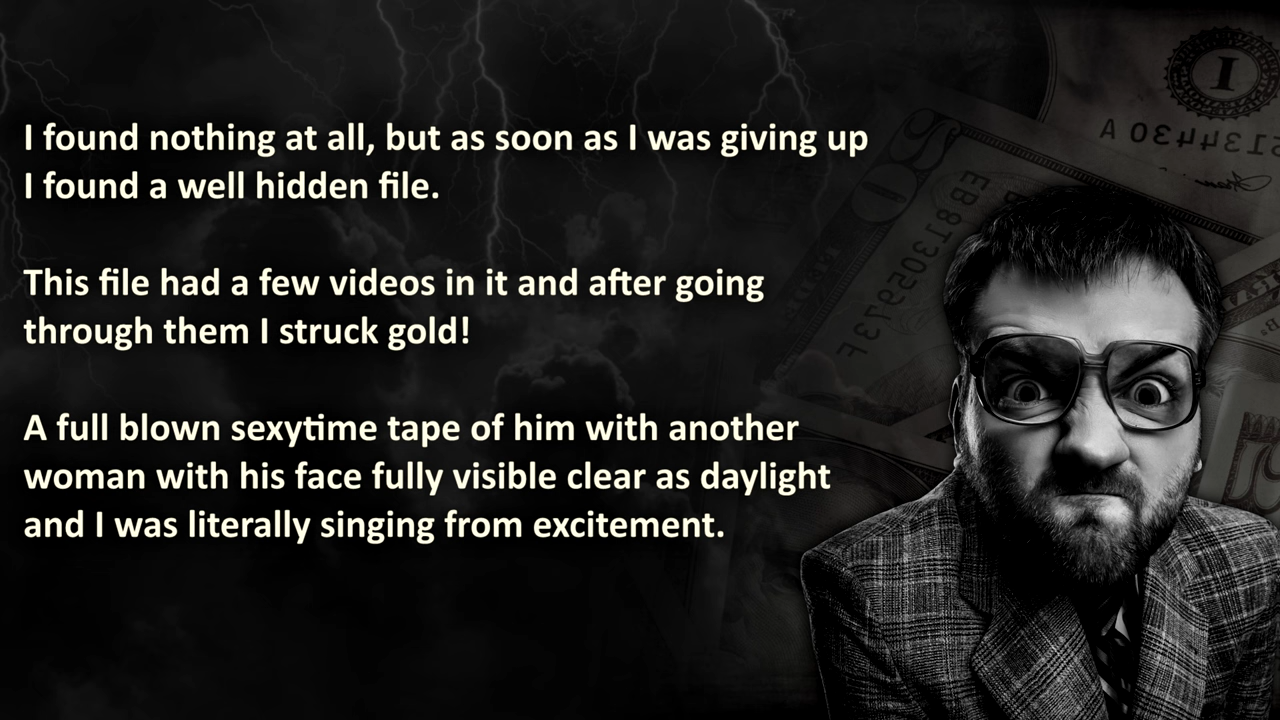 I found nothing at all, but as soon as I was giving up
I found a well hidden file.
This file had a few videos in it and after going
through them I struck gold!
A full blown sexytime tape of him with another
woman with his face fully visible clear as daylight
and I was literally singing from excitement.